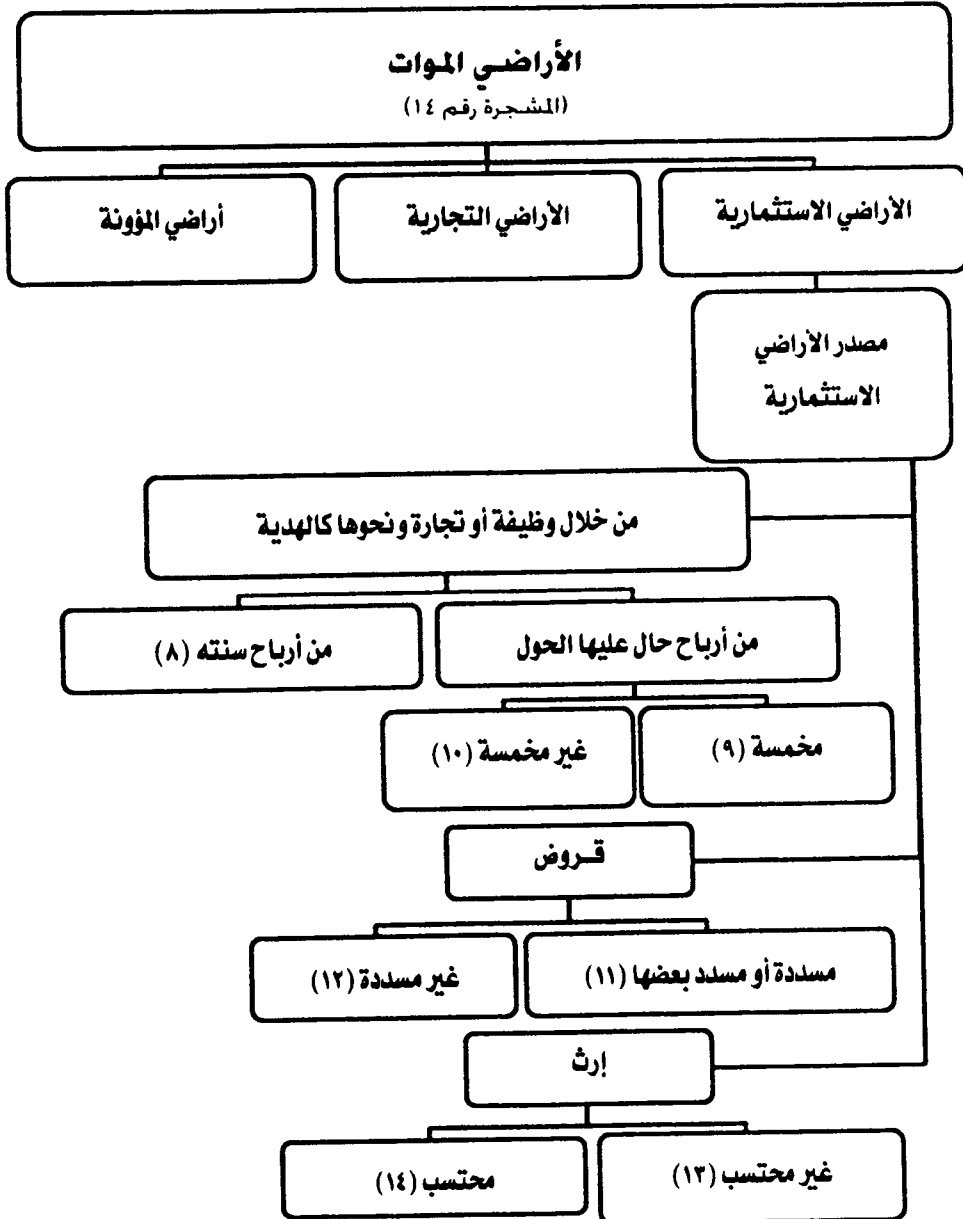 الأراضي الموات
(المشجرة رقم ١٤)
الأراضي الاستثمارية
الأراضي التجارية
أراضي المؤونة
مصدر الأراضي
الاستثمارية
من خلال وظيفة أو تجارة ونحوها كالهدية
من أرباح حال عليها الحول
من أرباح سنته (٨)
مخمسة (٩)
غير مخمسة (١٠)
قروض
مسددة أو مسدد بعضها (١١)
غير مسددة (١٢)
إرث
غير محتسب (١٣)
محتسب (١٤)